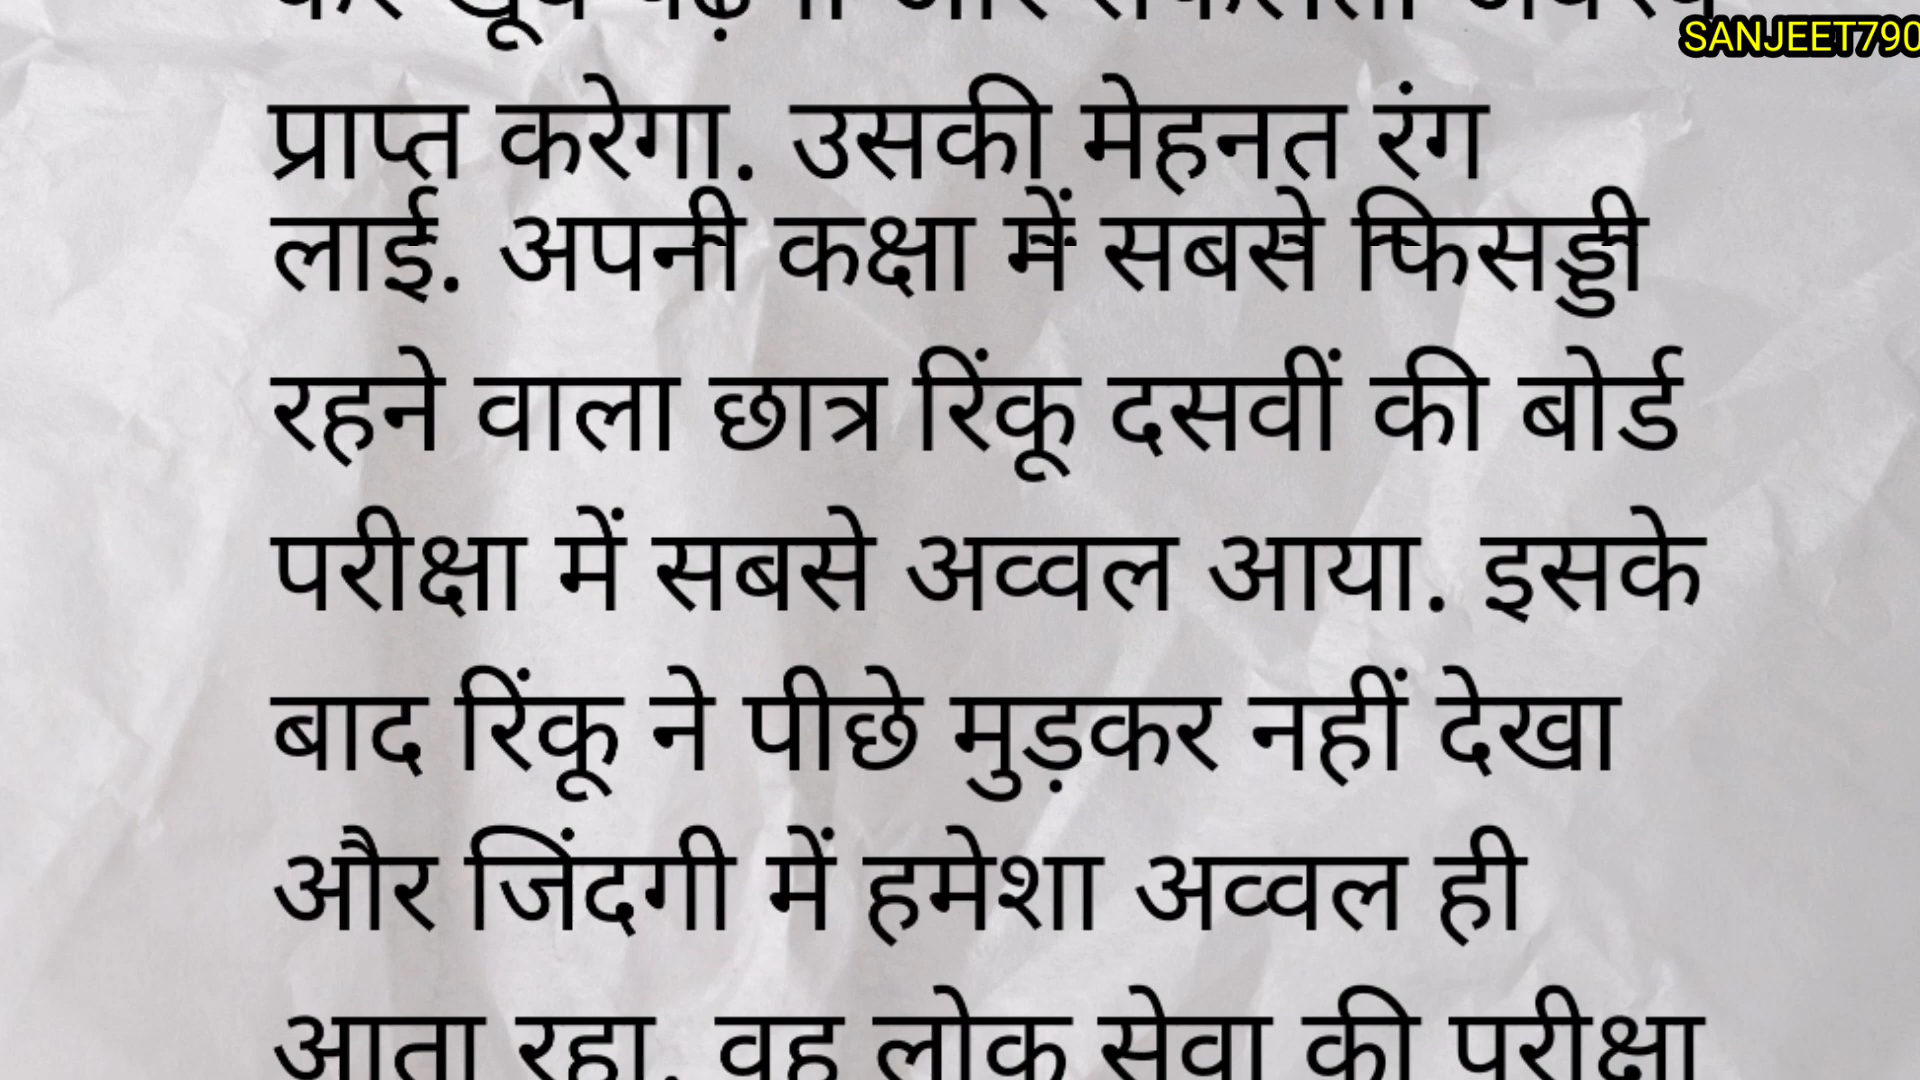 SANJEET790
प्राप्त करेगा. उसकी मेहनत रंग
लाई. अपनी कक्षा में सबसे फिसड्डी
रहने वाला छात्र रिंकू दसवीं की बोर्ड
परीक्षा में सबसे अव्वल आया. इसके
बाद रिंकू ने पीछे मुड़कर नहीं देखा
और जिंदगी में हमेशा अव्वल ही
आता रहा. वह लोक सेवा की परीक्षा